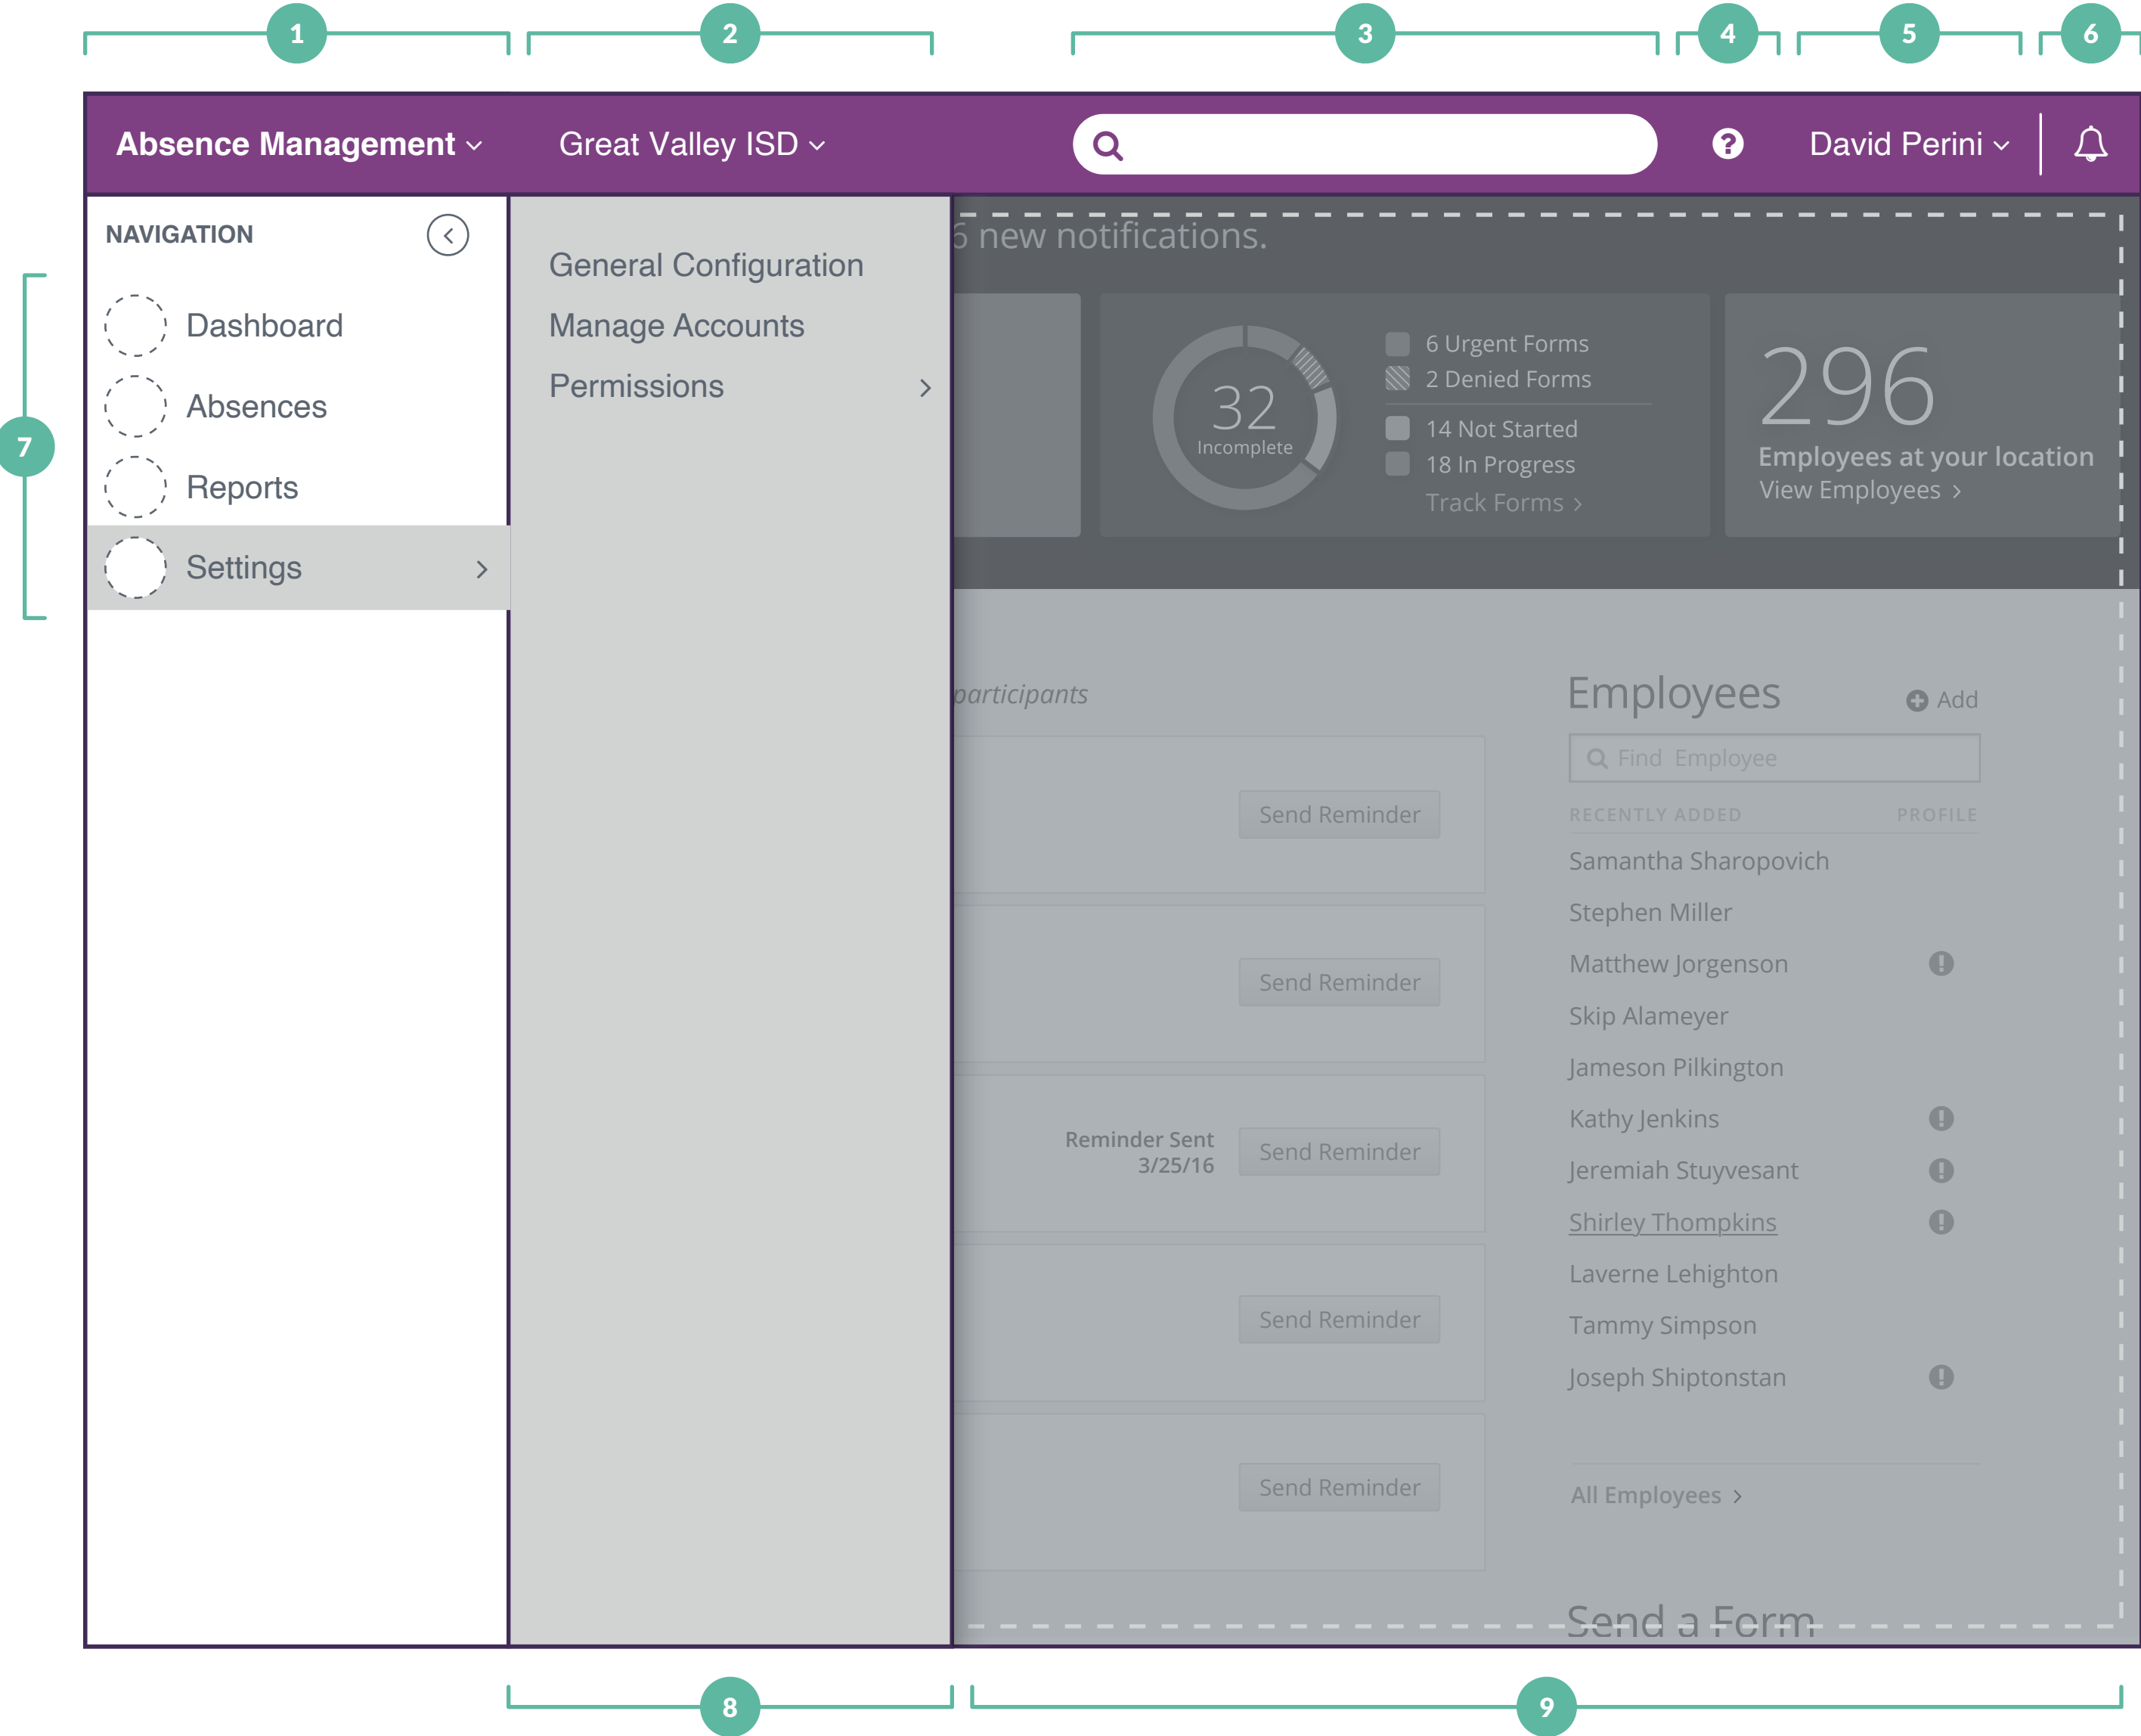 1 2 3 4 5 6
Absence Management Great Valley ISD David Perini
NAVIGATION
7
Dashboard
Absences
Reports
Settings
General Configuration
Manage Accounts
Permissions
6 new notifications.
32
Incomplete
6 Urgent Forms
2 Denied Forms
14 Not Started
18 In Progress
Track Forms
296
Employees at your location
View Employees
participants
Send Reminder
Send Reminder
Reminder Sent
3/25/16
Send Reminder
Send Reminder
Send Reminder
Employees
Add
Find Employee
RECENTLY ADDED PROFILE
Samantha Sharopovich
Stephen Miller
Matthew Jorgenson
Skip Alameyer
Jameson Pilkington
Kathy Jenkins
Jeremiah Stuyvesant
Shirley Thompkins
Laverne Lehighton
Tammy Simpson
Joseph Shiptonstan
All Employees
Send a Form
8 9